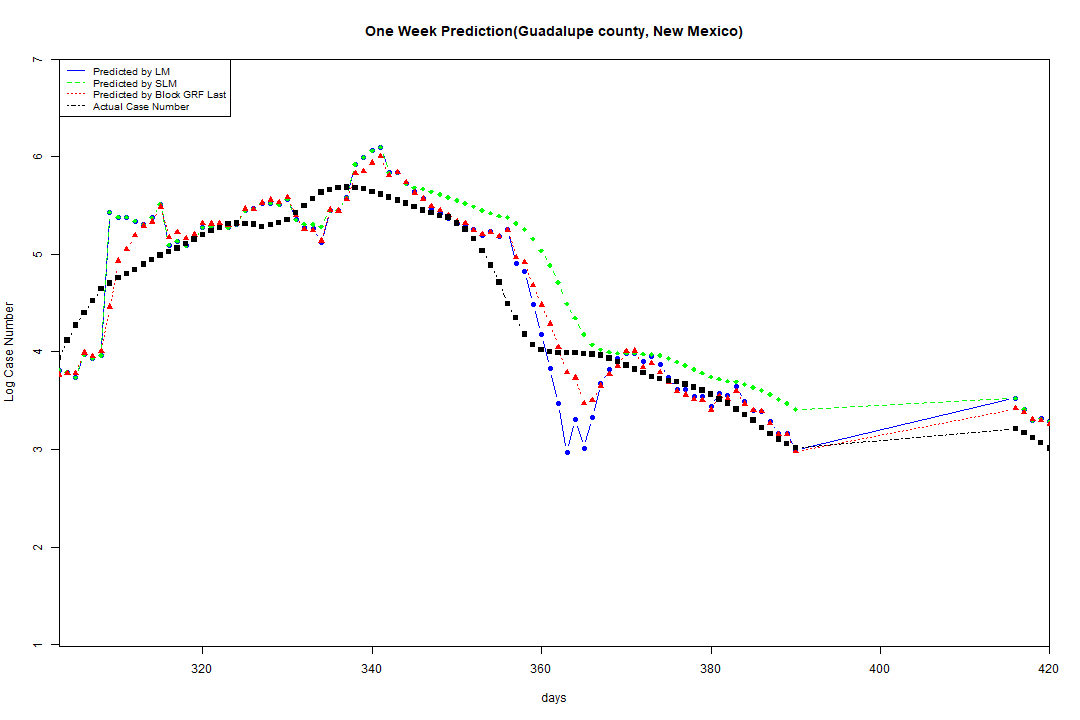 One Week Prediction(Guadalupe county, New Mexico)
Predicted by LM
Predicted by SLM
Predicted by Block GRF Last
Actual Case Number
7
6
5
4
3
2
1
Log Case Number
320
340
360
380
400
420
days